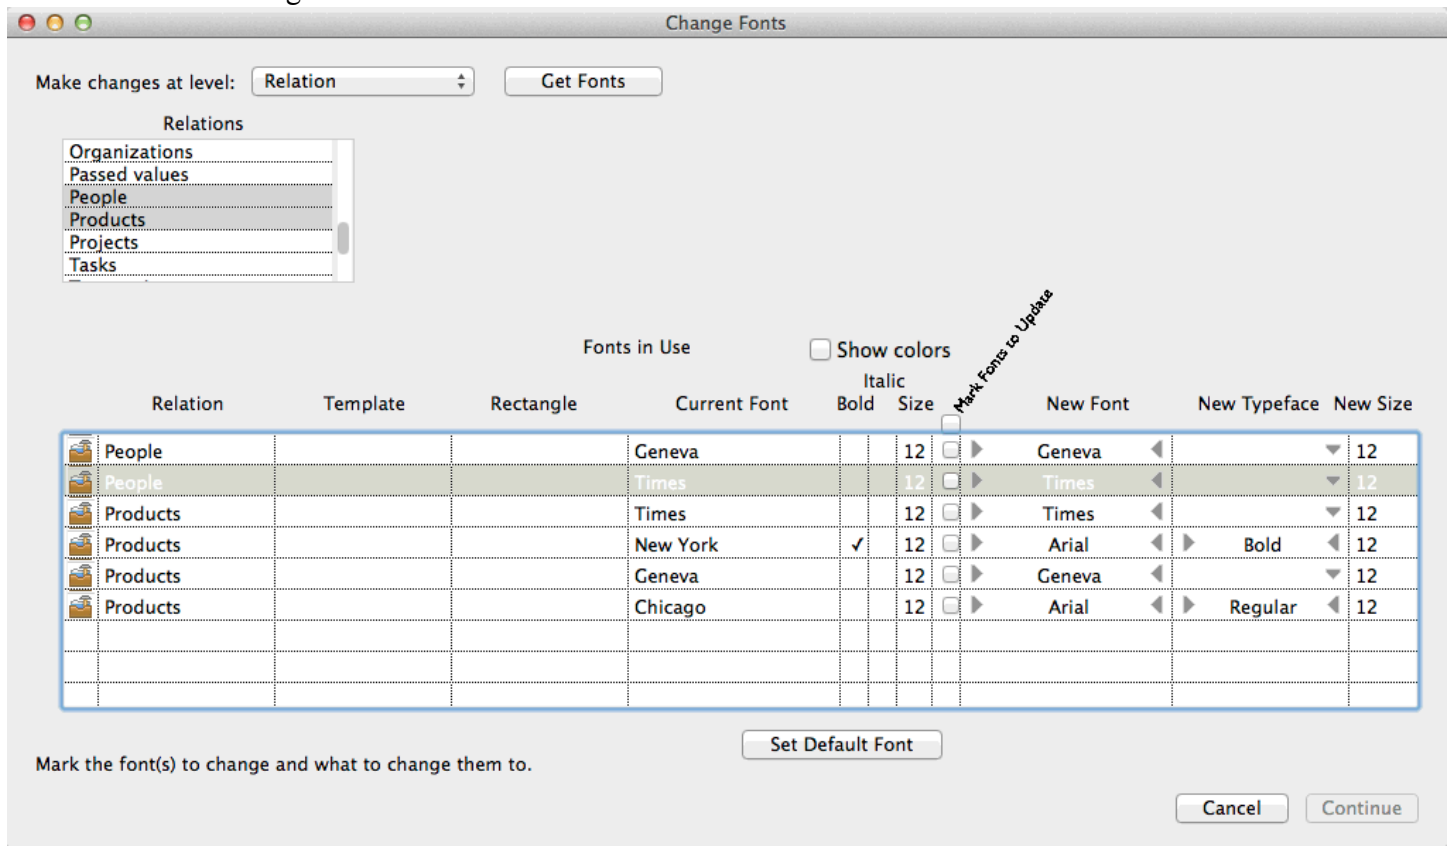 Change Fonts
Make changes at level: Relation Get Fonts
Relations
Organizations
Passed values
People
Products
Projects
Tasks
Mark Fonts to Update
Fonts in Use Show colors
Italic
Relation Template Rectangle Current Font Bold Size New Font New Typeface New Size
People Geneva 12 Geneva 12
People Times 12 Times 12
Products Times 12 Times 12
Products New York ✓ 12 Arial Bold 12
Products Geneva 12 Geneva 12
Products Chicago 12 Arial Regular 12
Set Default Font
Mark the font(s) to change and what to change them to.
Cancel Continue